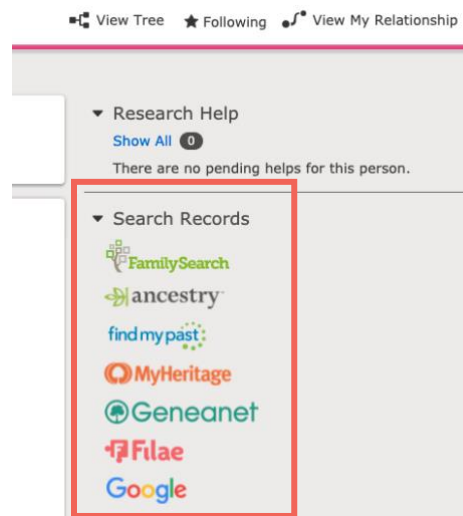 View Tree Following View My Relationship
Research Help
Show All 0
There are no pending helps for this person.
Search Records
FamilySearch
ancestry
findmypast
MyHeritage
Geneanet
Filae
Google